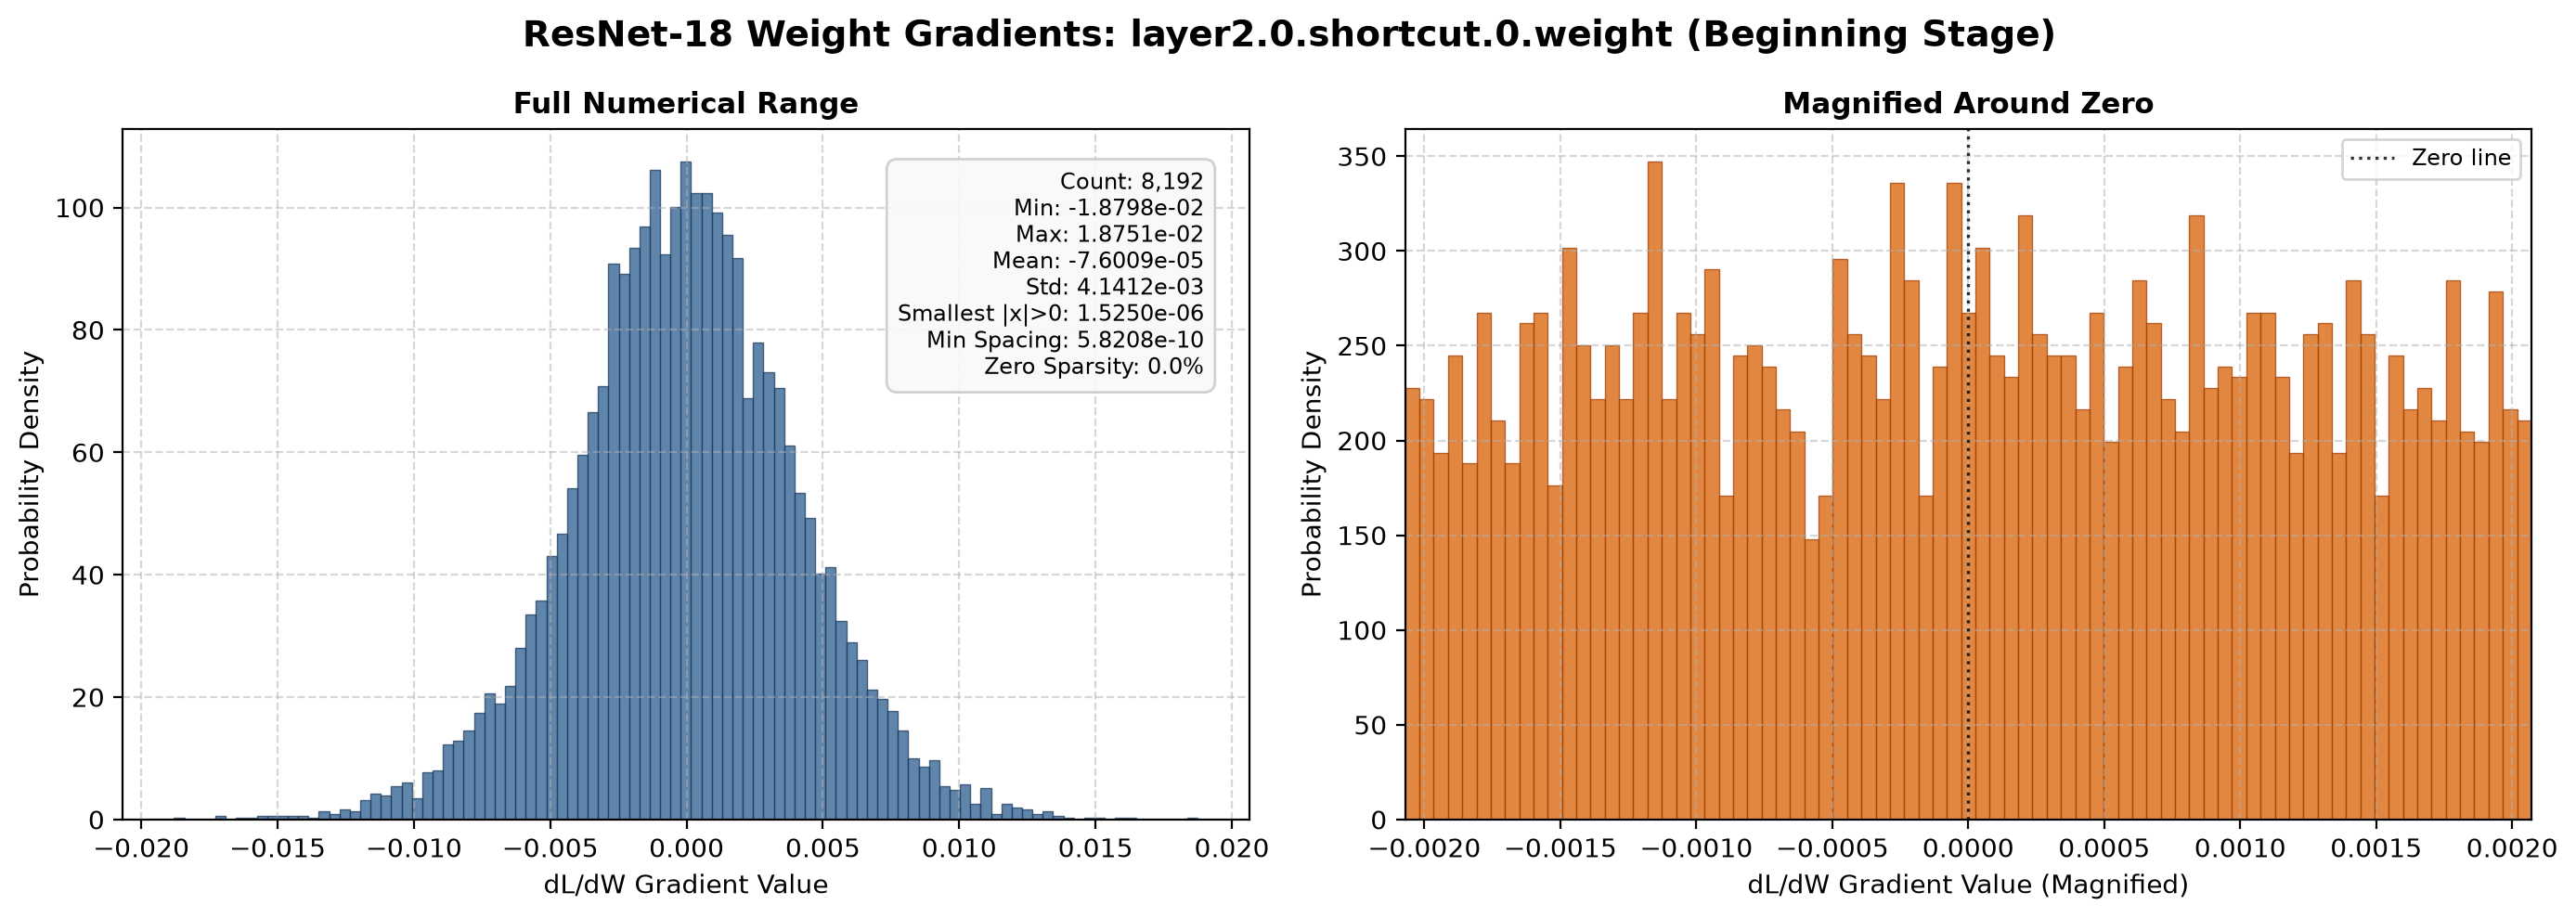 ResNet-18 Weight Gradients: layer2.0.shortcut.0.weight (Beginning Stage)
Full Numerical Range
Probability Density
100
80
60
40
20
0
Count: 8,192
Min: -1.8798e-02
Max: 1.8751e-02
Mean: -7.6009e-05
Std: 4.1412e-03
Smallest |x|>0: 1.5250e-06
Min Spacing: 5.8208e-10
Zero Sparsity: 0.0%
−0.020 −0.015 −0.010 −0.005 0.000 0.005 0.010 0.015 0.020
dL/dW Gradient Value
Magnified Around Zero
Probability Density
350
300
250
200
150
100
50
0
Zero line
−0.0020 −0.0015 −0.0010 −0.0005 0.0000 0.0005 0.0010 0.0015 0.0020
dL/dW Gradient Value (Magnified)